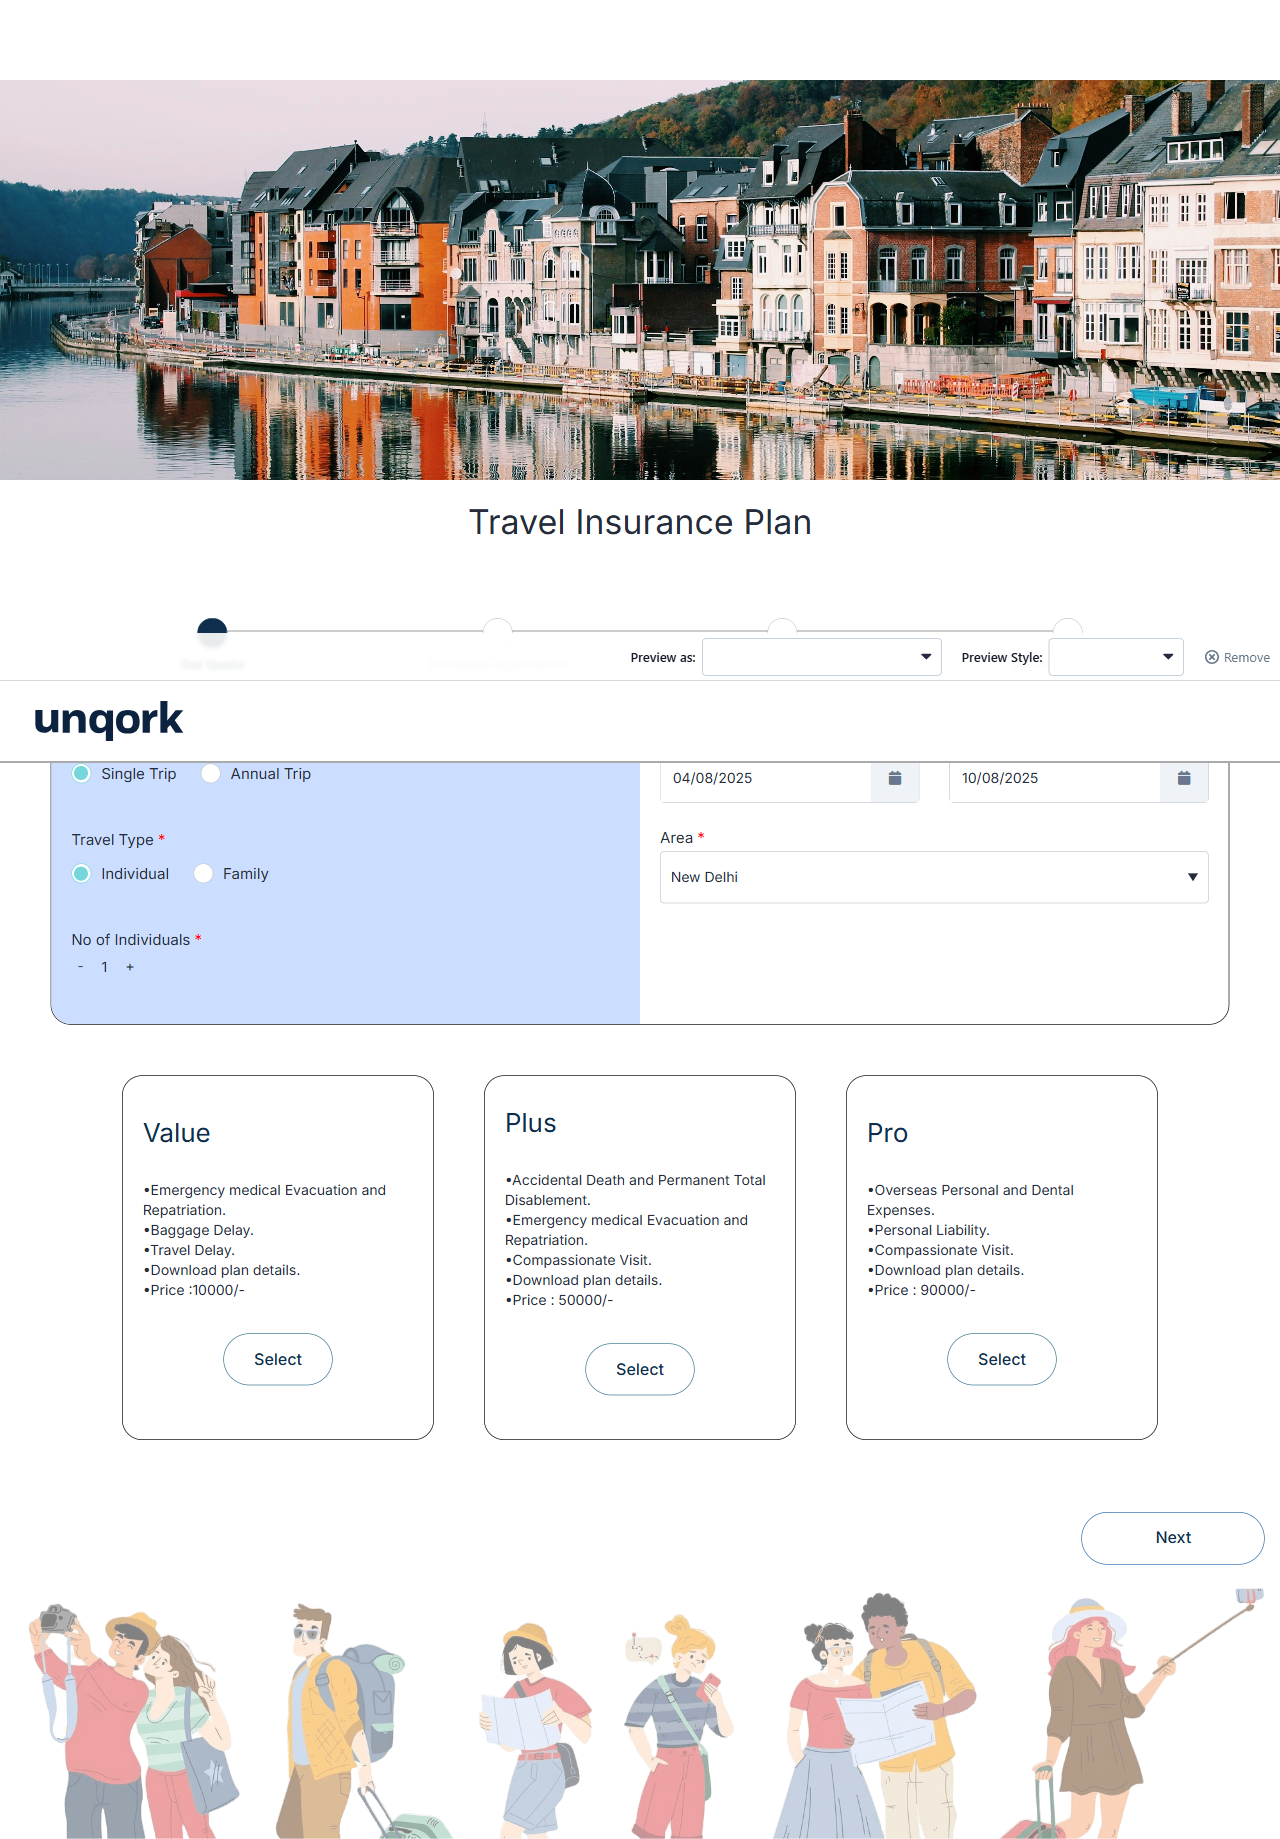 Travel Insurance Plan
Get Quote
Preview as:
Preview Style:
Remove
unqork
Single Trip
Annual Trip
04/08/2025
10/08/2025
Travel Type *
Area *
Individual
Family
New Delhi
No of Individuals *
- 1 +
Value
•Emergency medical Evacuation and
Repatriation.
•Baggage Delay.
•Travel Delay.
•Download plan details.
•Price :10000/-
Select
Plus
•Accidental Death and Permanent Total
Disablement.
•Emergency medical Evacuation and
Repatriation.
•Compassionate Visit.
•Download plan details.
•Price : 50000/-
Select
Pro
•Overseas Personal and Dental
Expenses.
•Personal Liability.
•Compassionate Visit.
•Download plan details.
•Price : 90000/-
Select
Next